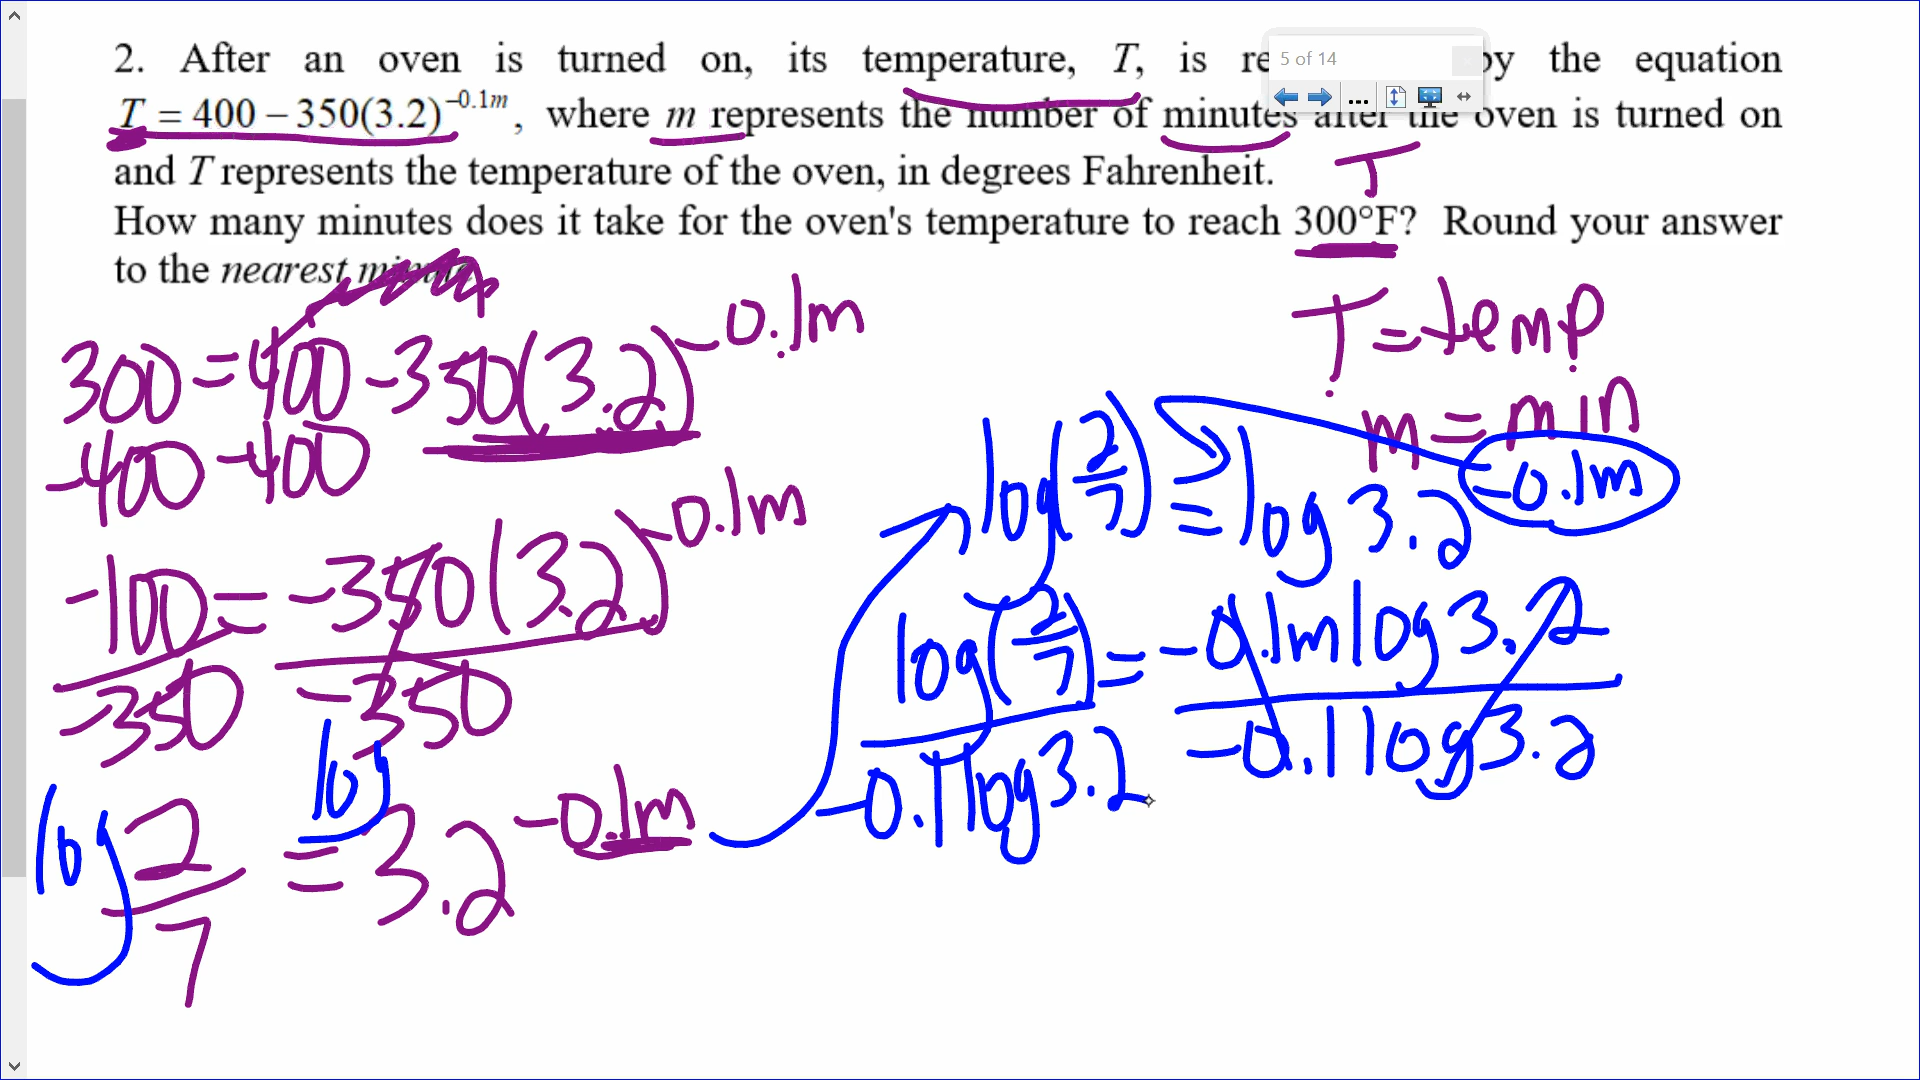 5 of 14
2. After an oven is turned on, its temperature, T, is re by the equation
T = 400 – 350(3.2)^–0.1m, where m represents the number of minutes after the oven is turned on
and T represents the temperature of the oven, in degrees Fahrenheit.
T
How many minutes does it take for the oven's temperature to reach 300°F? Round your answer
to the nearest minute
300 = 400 - 350(3.2)^-0.1m
-400 -400
T = temp
m = min
-100 = -350(3.2)^-0.1m
-350 -350
log 2/7 = log 3.2^-0.1m
log(2/7) = log 3.2^-0.1m
log(2/7) = -0.1m log 3.2
-0.1 log 3.2 -0.1 log 3.2